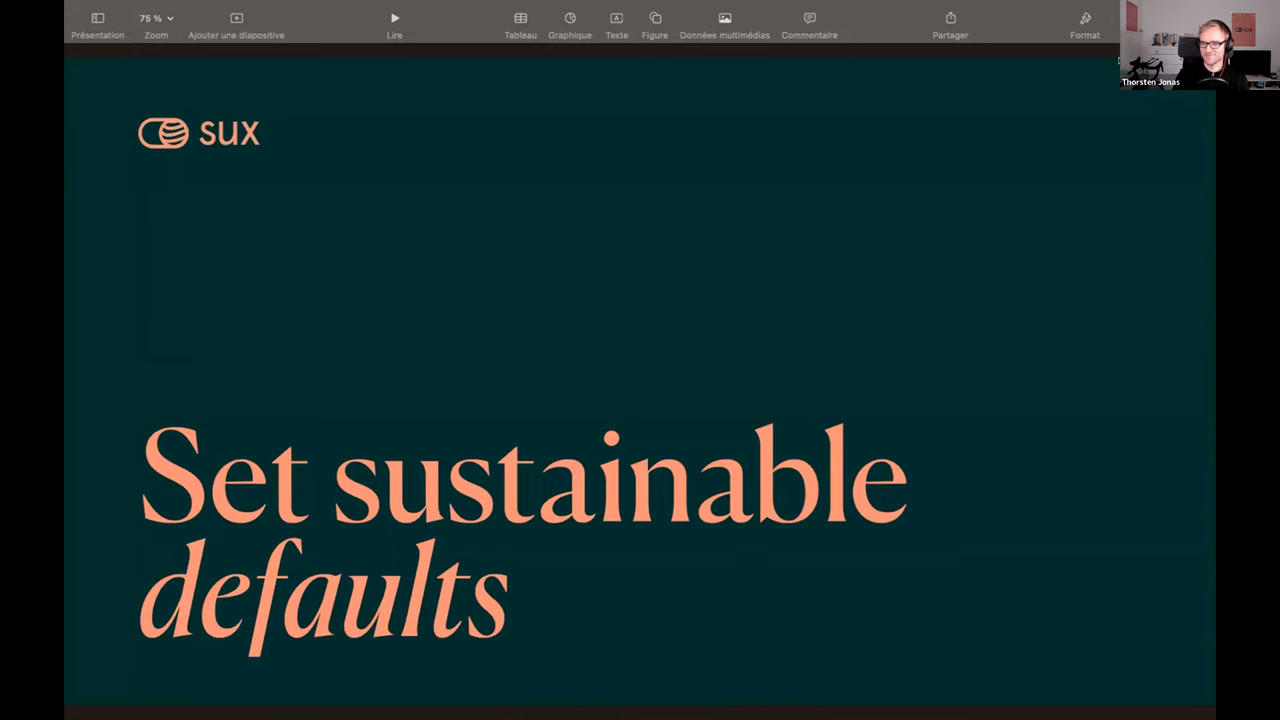 75 %
Présentation
Zoom
Ajouter une diapositive
Lire
Tableau
Graphique
Texte
Figure
Données multimédias
Commentaire
Partager
Format
Thorsten Jonas
sux
Set sustainable
defaults